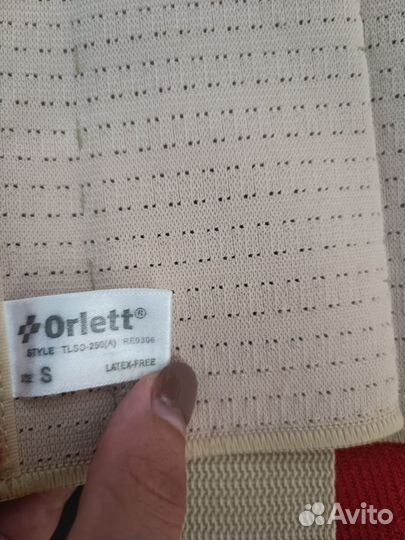 Orlett®
STYLE TLSO-250(A) RE0306
S LATEX-FREE
Avito